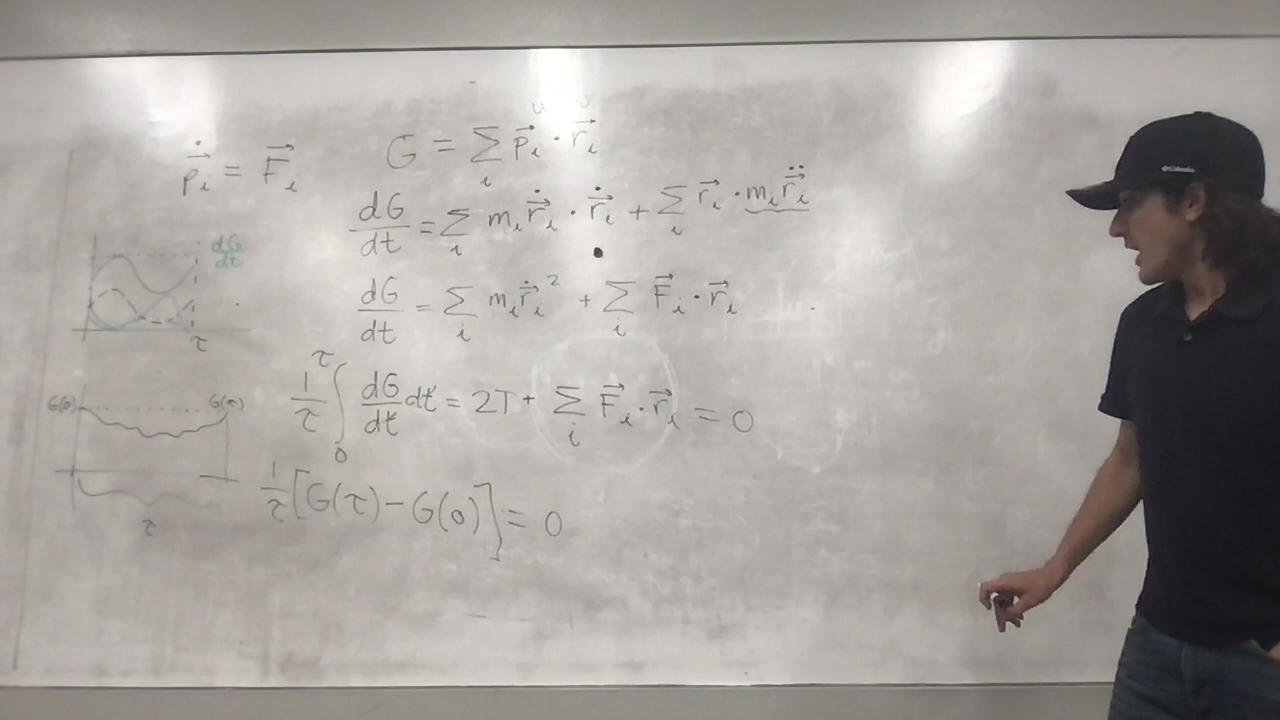 ṗ⃗ᵢ = F⃗ᵢ
G = Σᵢ p⃗ᵢ · r⃗ᵢ
dG/dt = Σᵢ mᵢ ṙ⃗ᵢ · ṙ⃗ᵢ + Σᵢ r⃗ᵢ · mᵢ r̈⃗ᵢ
dG/dt
dG/dt = Σᵢ mᵢ ṙ⃗ᵢ² + Σᵢ F⃗ᵢ · r⃗ᵢ
τ
1/τ ∫₀^τ dG/dt dt = 2T + Σᵢ F⃗ᵢ · r⃗ᵢ = 0
G(0) G(τ)
1/τ [G(τ) − G(0)] = 0
τ
Columbia